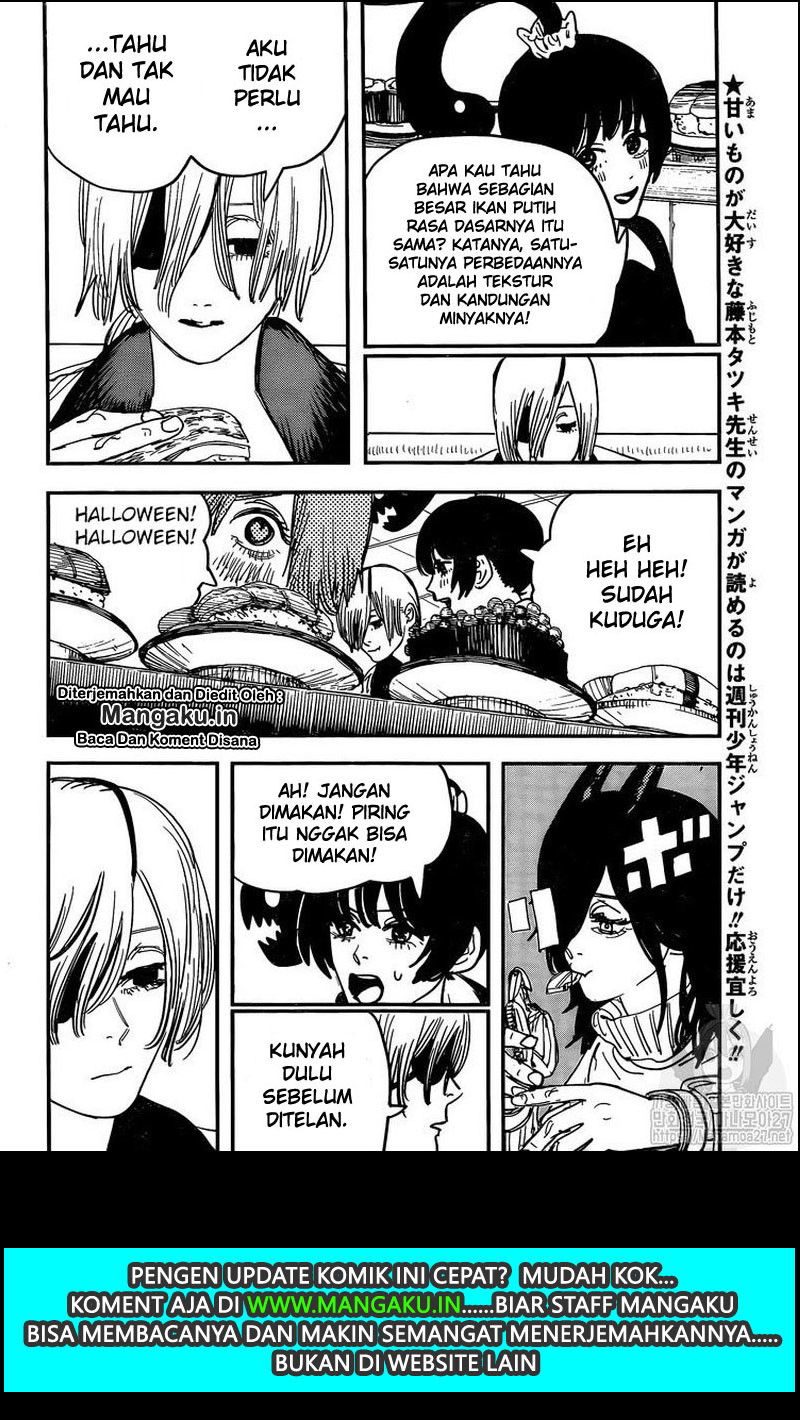 APA KAU TAHU
BAHWA SEBAGIAN
BESAR IKAN PUTIH
RASA DASARNYA ITU
SAMA? KATANYA, SATU-
SATUNYA PERBEDAANNYA
ADALAH TEKSTUR
DAN KANDUNGAN
MINYAKNYA!
AKU
TIDAK
PERLU
...
...TAHU
DAN TAK
MAU
TAHU.
EH
HEH HEH!
SUDAH
KUDUGA!
HALLOWEEN!
HALLOWEEN!
Diterjemahkan dan Diedit Oleh:
Mangaku.in
Baca Dan Koment Disana
ボリ
AH! JANGAN
DIMAKAN! PIRING
ITU NGGAK BISA
DIMAKAN!
KUNYAH
DULU
SEBELUM
DITELAN.
★甘いものが大好きな藤本タツキ先生のマンガが読めるのは週刊少年ジャンプだけ!!応援宜しく!!
PENGEN UPDATE KOMIK INI CEPAT? MUDAH KOK...
KOMENT AJA DI WWW.MANGAKU.IN......BIAR STAFF MANGAKU
BISA MEMBACANYA DAN MAKIN SEMANGAT MENERJEMAHKANNYA.....
BUKAN DI WEBSITE LAIN